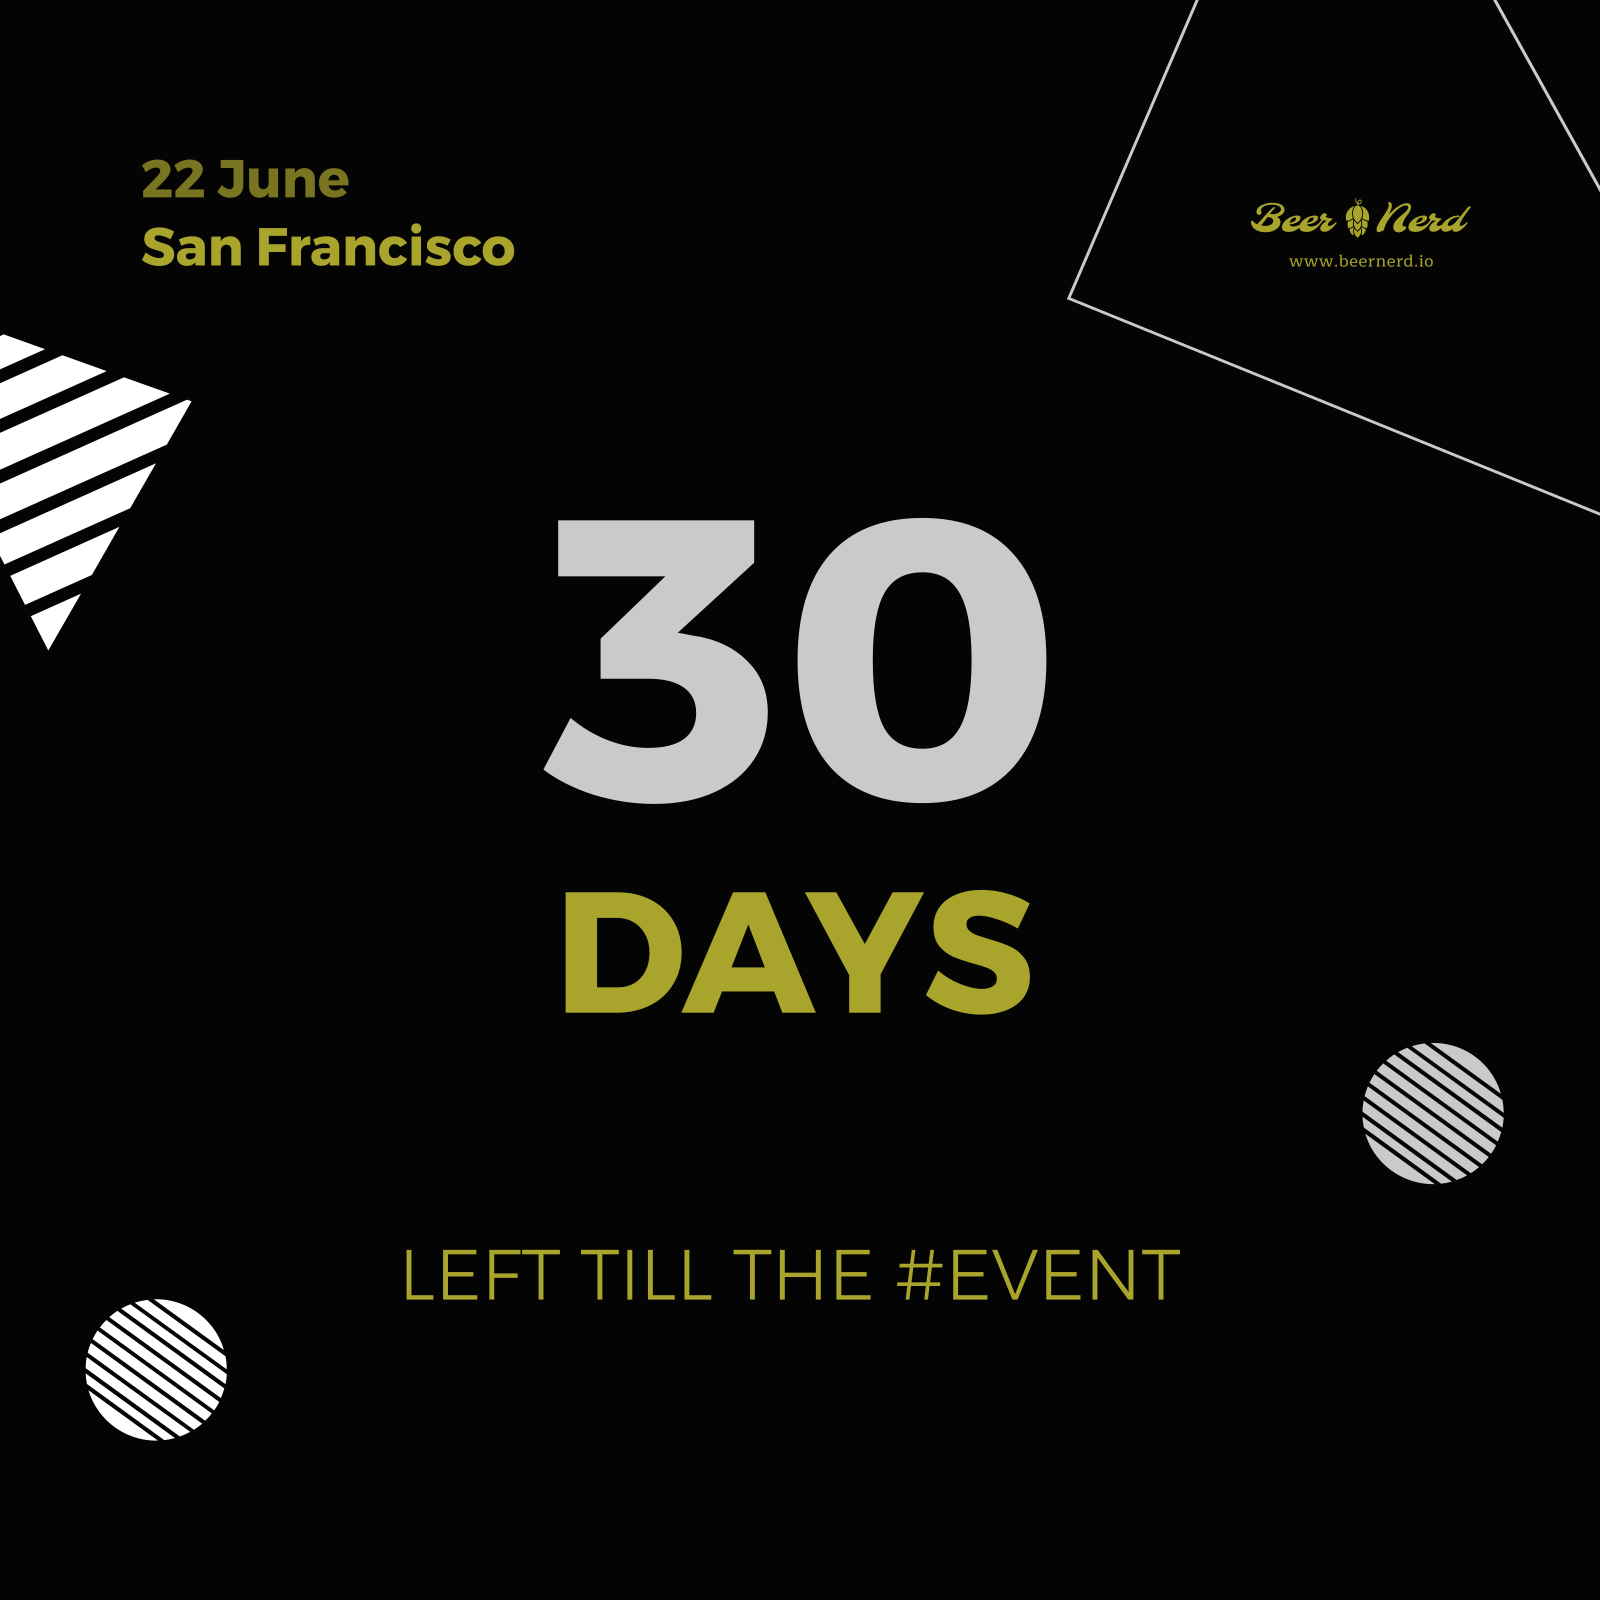 22 June
San Francisco
Beer Nerd
www.beernerd.io
30
DAYS
LEFT TILL THE #EVENT